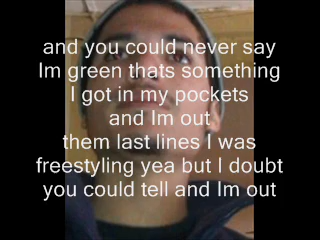 and you could never say
Im green thats something
I got in my pockets
and Im out
them last lines I was
freestyling yea but I doubt
you could tell and Im out